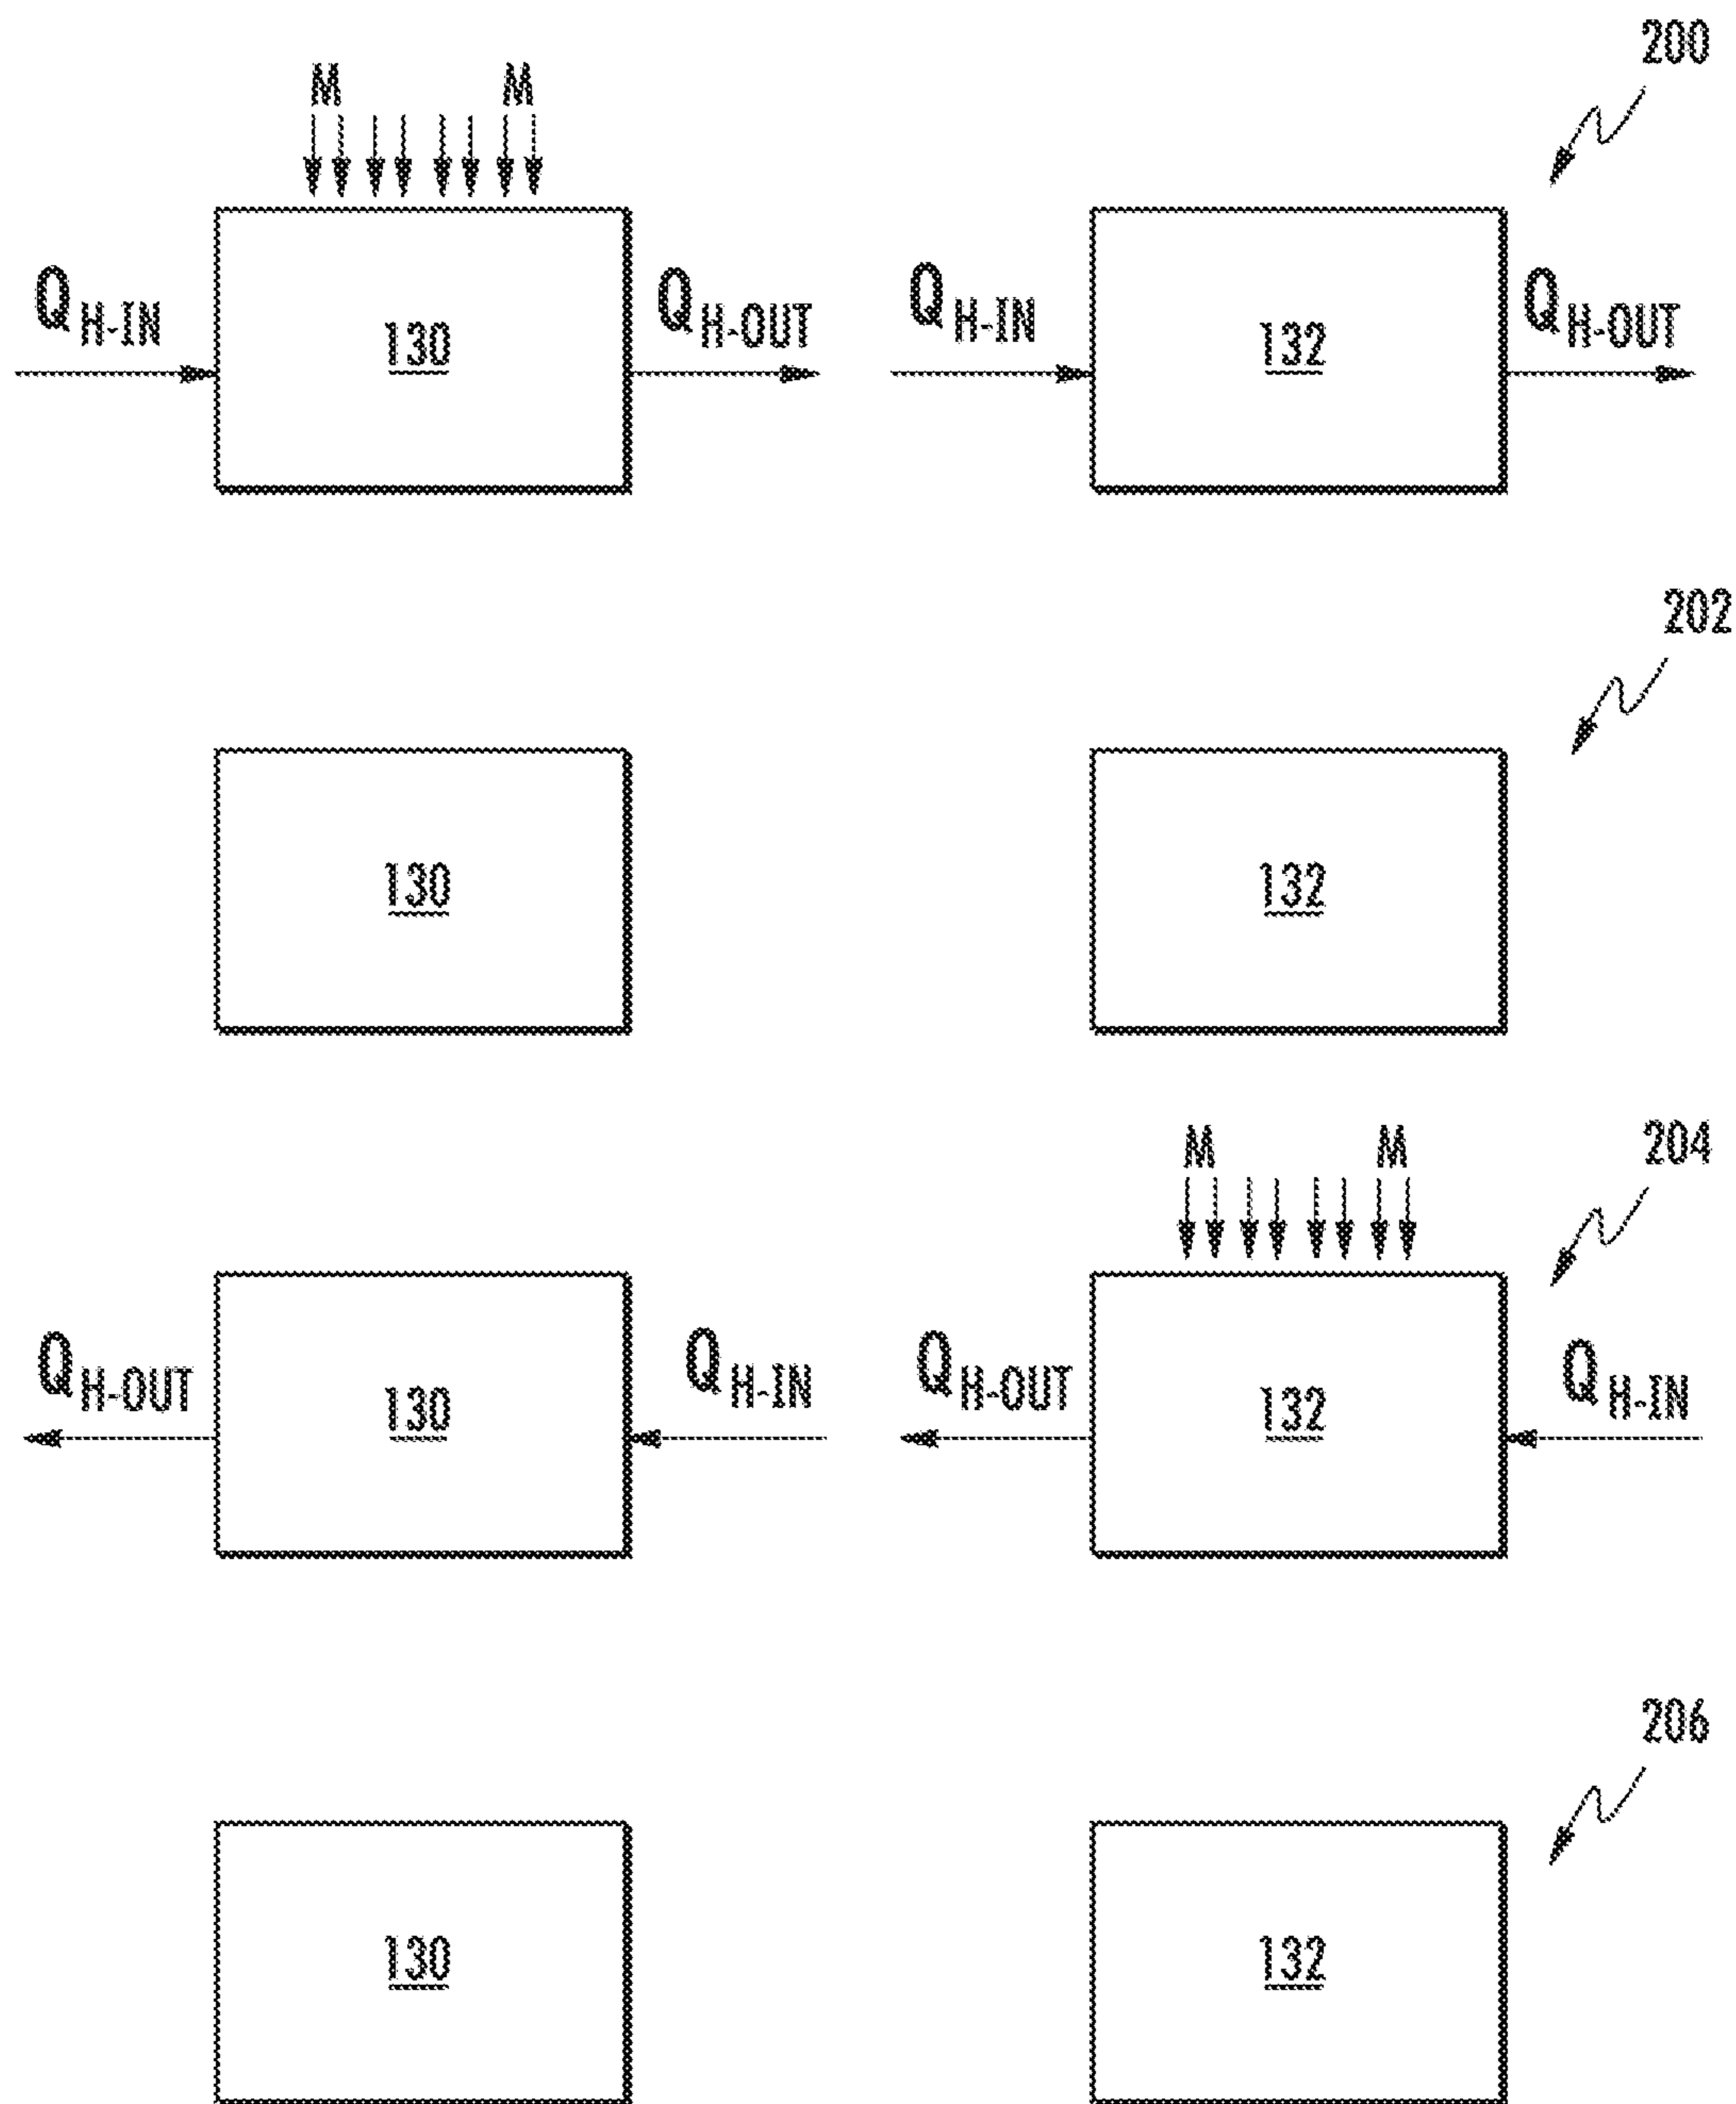 200
M M
Q H-IN 130 Q H-OUT Q H-IN 132 Q H-OUT
202
130 132
204
M M
Q H-OUT 130 Q H-IN Q H-OUT 132 Q H-IN
206
130 132